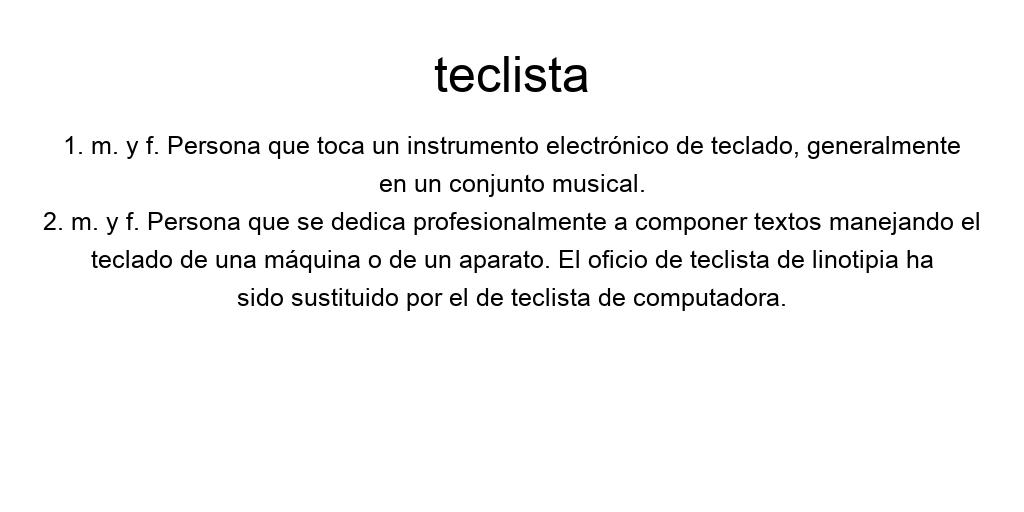 teclista
1. m. y f. Persona que toca un instrumento electrónico de teclado, generalmente
en un conjunto musical.
2. m. y f. Persona que se dedica profesionalmente a componer textos manejando el
teclado de una máquina o de un aparato. El oficio de teclista de linotipia ha
sido sustituido por el de teclista de computadora.